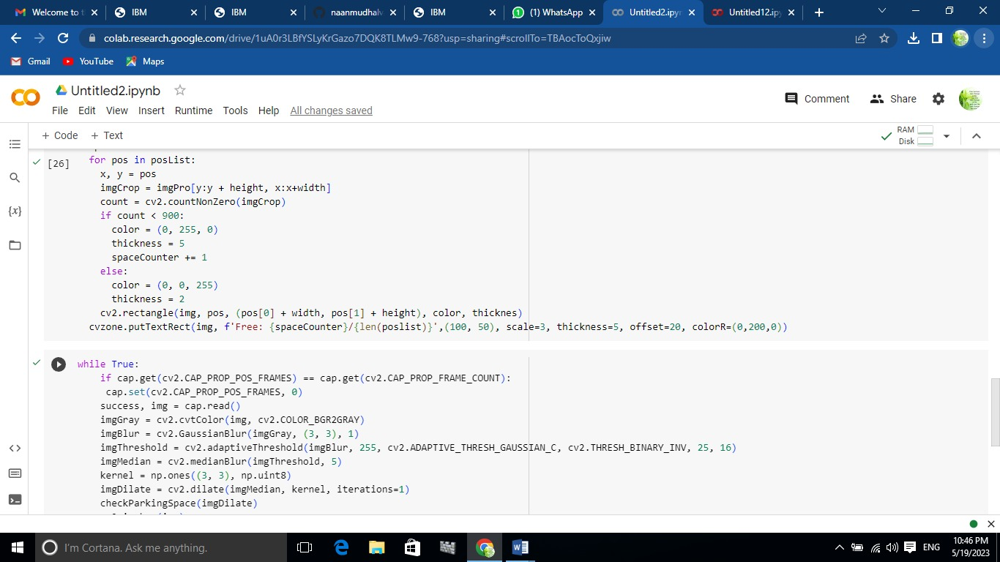 Welcome to t
IBM
IBM
naanmudhalv
IBM
(1) WhatsApp
Untitled2.ipyn
Untitled12.ip
colab.research.google.com/drive/1uA0r3LBfYSLyKrGazo7DQK8TLMw9-768?usp=sharing#scrollTo=TBAocToQxjiw
Gmail YouTube Maps
Untitled2.ipynb
Comment Share
File Edit View Insert Runtime Tools Help All changes saved
+ Code + Text
RAM
Disk
[26]
for pos in posList:
x, y = pos
imgCrop = imgPro[y:y + height, x:x+width]
count = cv2.countNonZero(imgCrop)
if count < 900:
color = (0, 255, 0)
thickness = 5
spaceCounter += 1
else:
color = (0, 0, 255)
thickness = 2
cv2.rectangle(img, pos, (pos[0] + width, pos[1] + height), color, thicknes)
cvzone.putTextRect(img, f'Free: {spaceCounter}/{len(poslist)}',(100, 50), scale=3, thickness=5, offset=20, colorR=(0,200,0))
while True:
if cap.get(cv2.CAP_PROP_POS_FRAMES) == cap.get(cv2.CAP_PROP_FRAME_COUNT):
cap.set(cv2.CAP_PROP_POS_FRAMES, 0)
success, img = cap.read()
imgGray = cv2.cvtColor(img, cv2.COLOR_BGR2GRAY)
imgBlur = cv2.GaussianBlur(imgGray, (3, 3), 1)
imgThreshold = cv2.adaptiveThreshold(imgBlur, 255, cv2.ADAPTIVE_THRESH_GAUSSIAN_C, cv2.THRESH_BINARY_INV, 25, 16)
imgMedian = cv2.medianBlur(imgThreshold, 5)
kernel = np.ones((3, 3), np.uint8)
imgDilate = cv2.dilate(imgMedian, kernel, iterations=1)
checkParkingSpace(imgDilate)
I'm Cortana. Ask me anything.
ENG
10:46 PM
5/19/2023